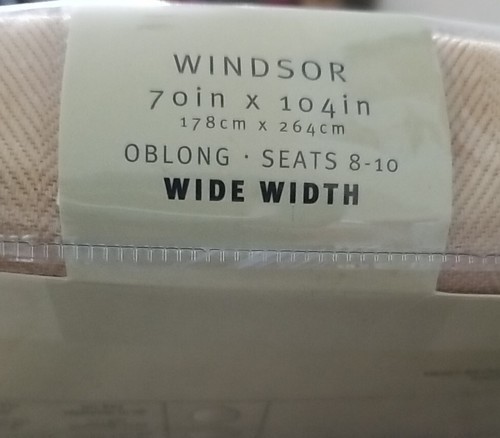 WINDSOR
70in x 104in
178cm x 264cm
OBLONG · SEATS 8-10
WIDE WIDTH